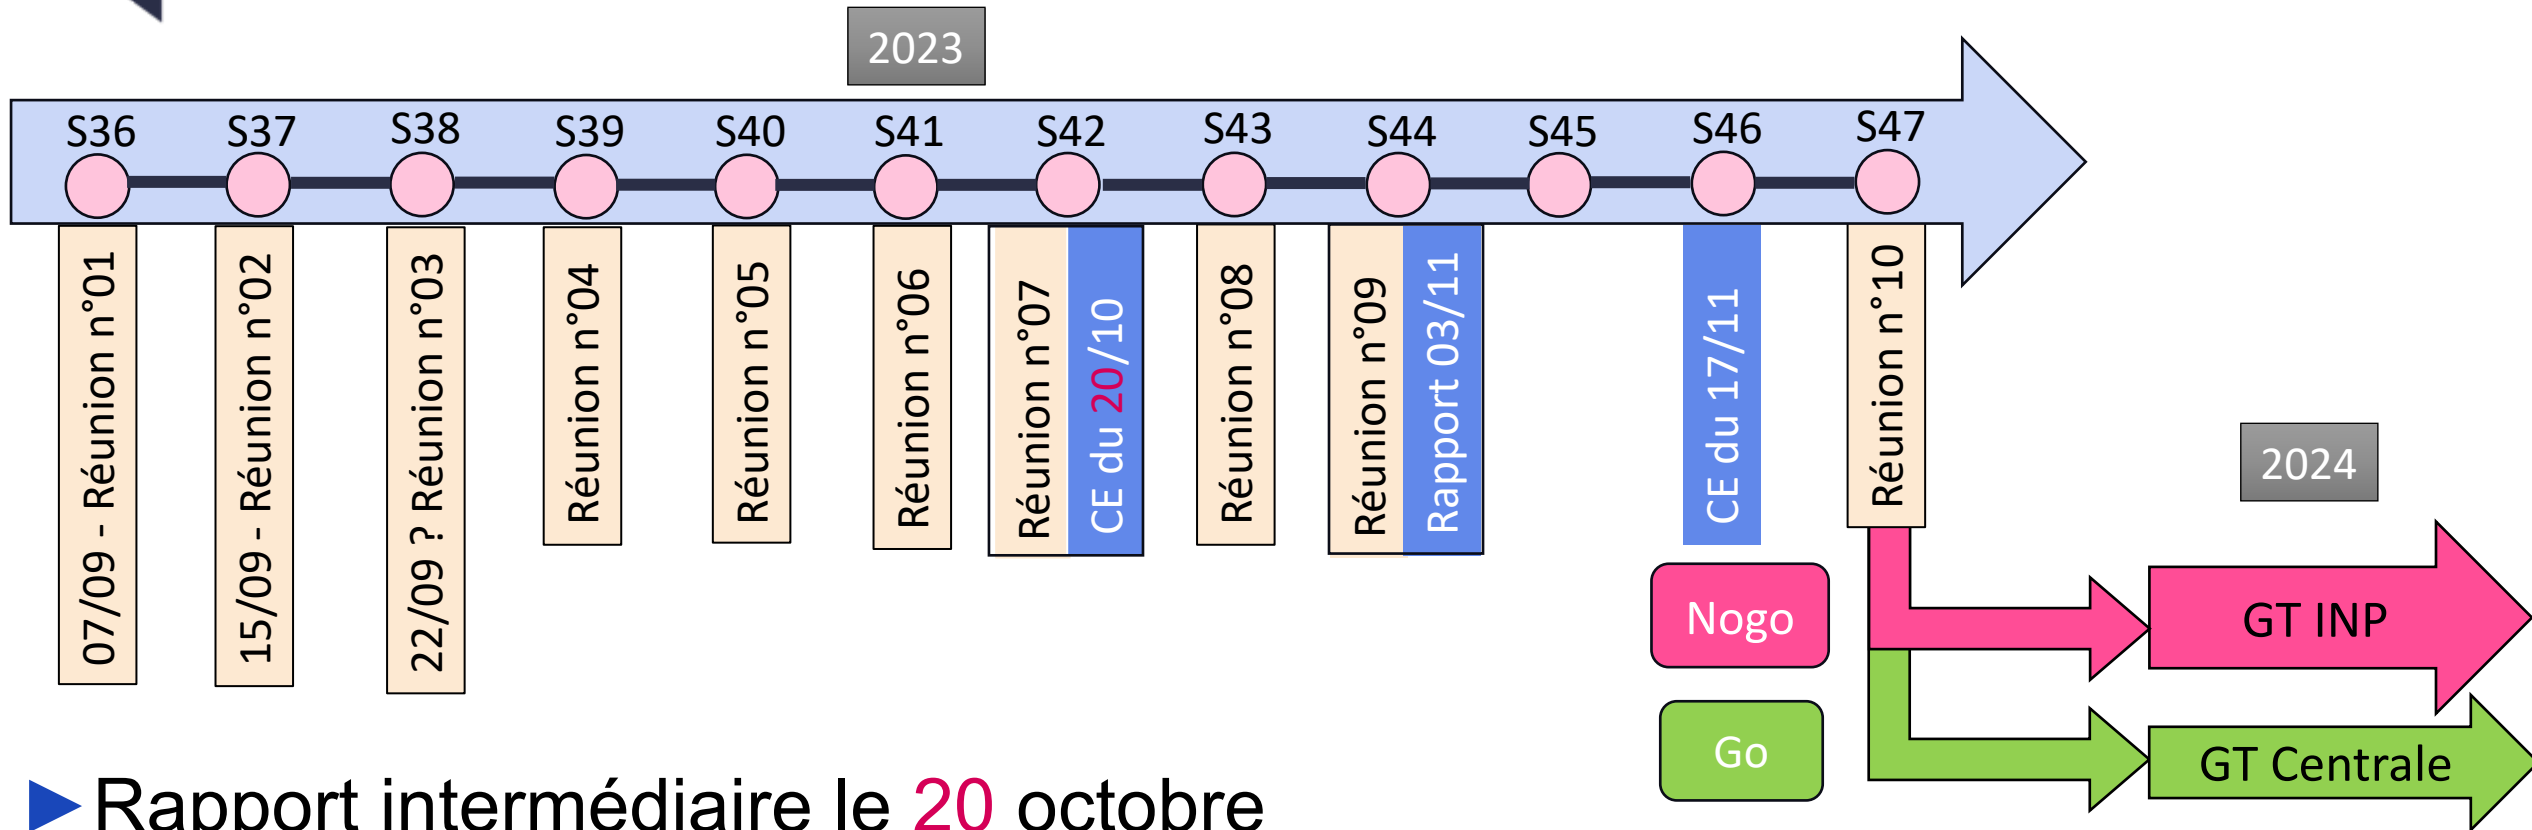 2023
S36
S37
S38
S39
S40
S41
S42
S43
S44
S45
S46
S47
07/09 - Réunion n°01
15/09 - Réunion n°02
22/09 ? Réunion n°03
Réunion n°04
Réunion n°05
Réunion n°06
Réunion n°07
CE du 20/10
Réunion n°08
Réunion n°09
Rapport 03/11
CE du 17/11
Réunion n°10
2024
Nogo
GT INP
Go
GT Centrale
Rapport intermédiaire le 20 octobre